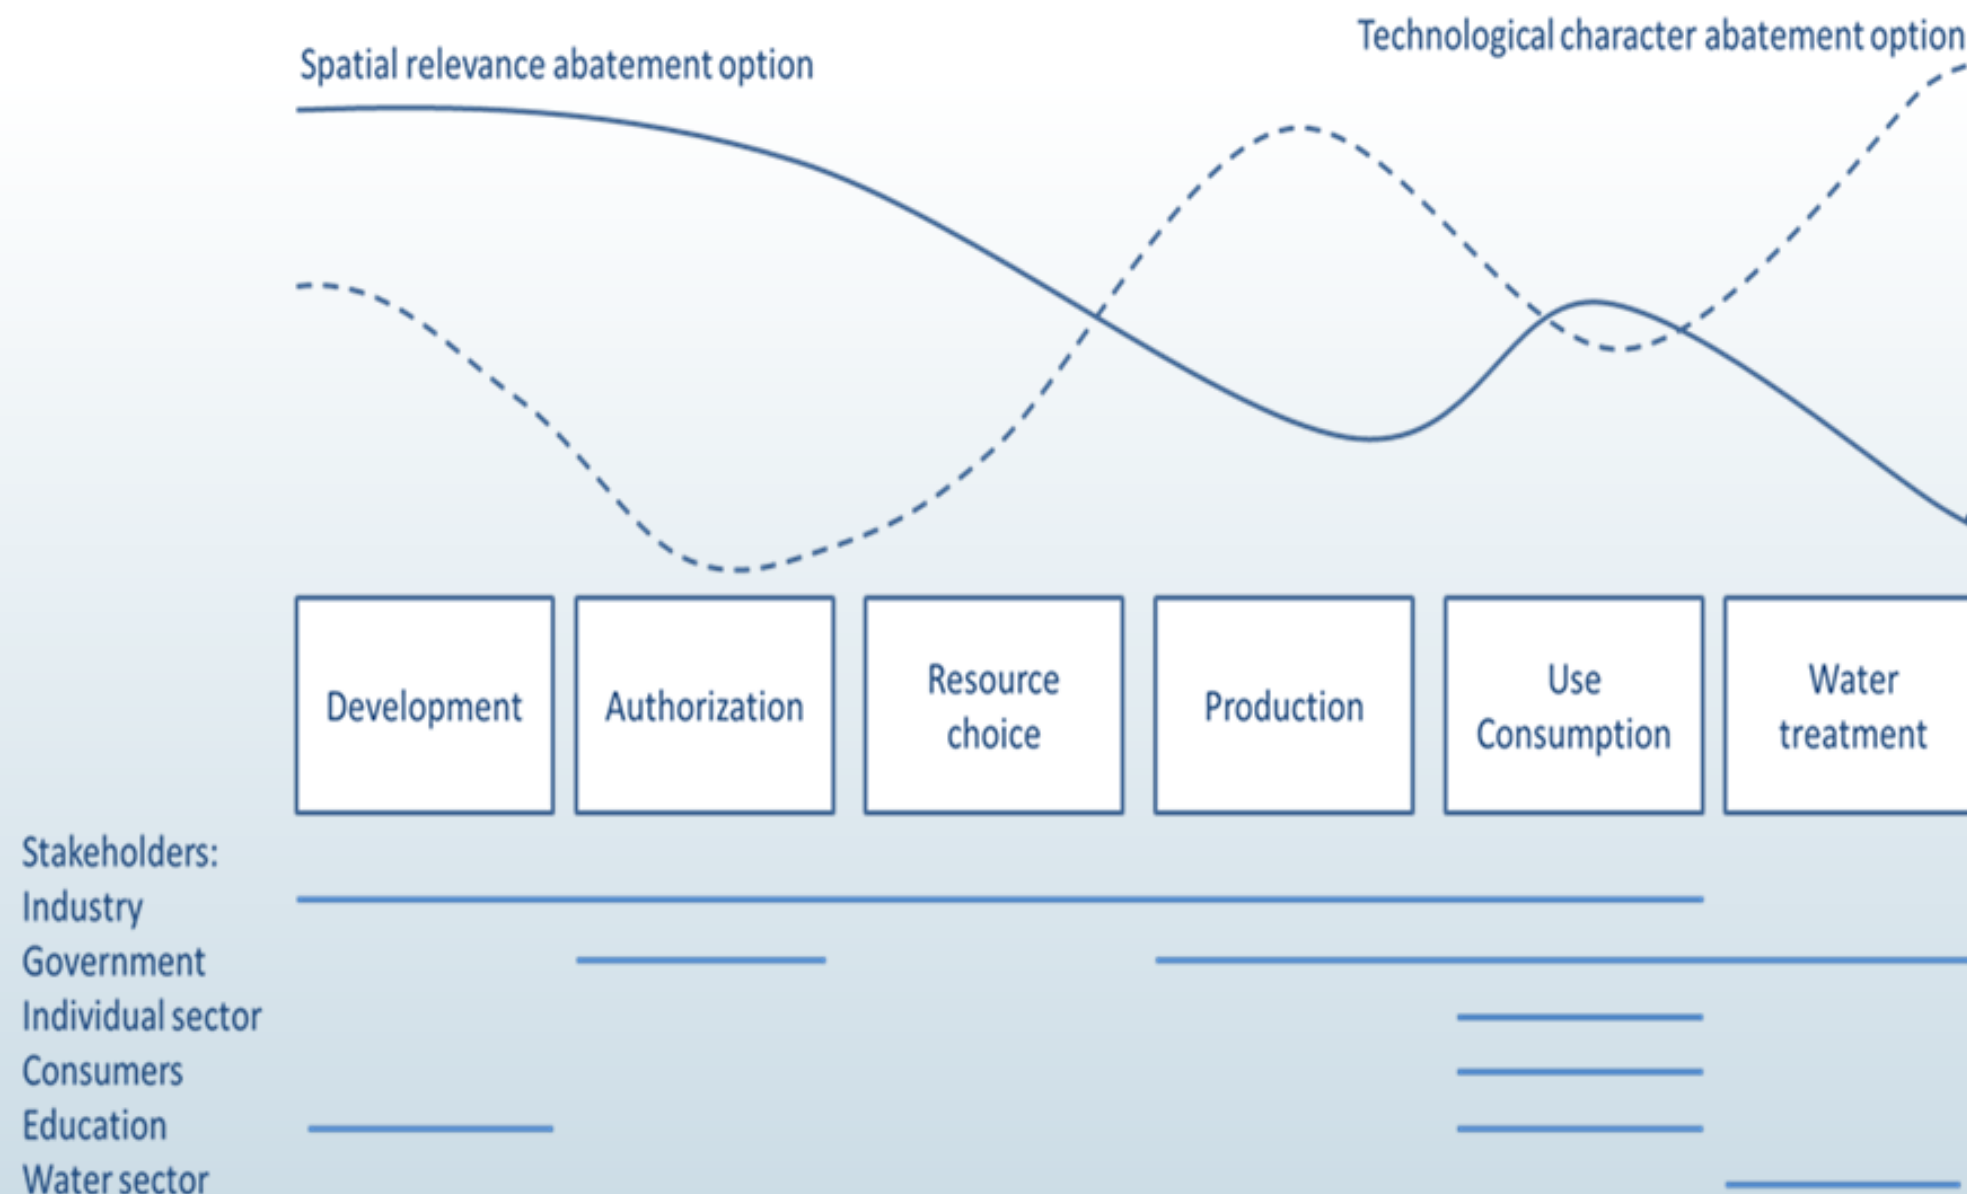 Technological character abatement option
Spatial relevance abatement option
Development
Authorization
Resource
choice
Production
Use
Consumption
Water
treatment
Stakeholders:
Industry
Government
Individual sector
Consumers
Education
Water sector